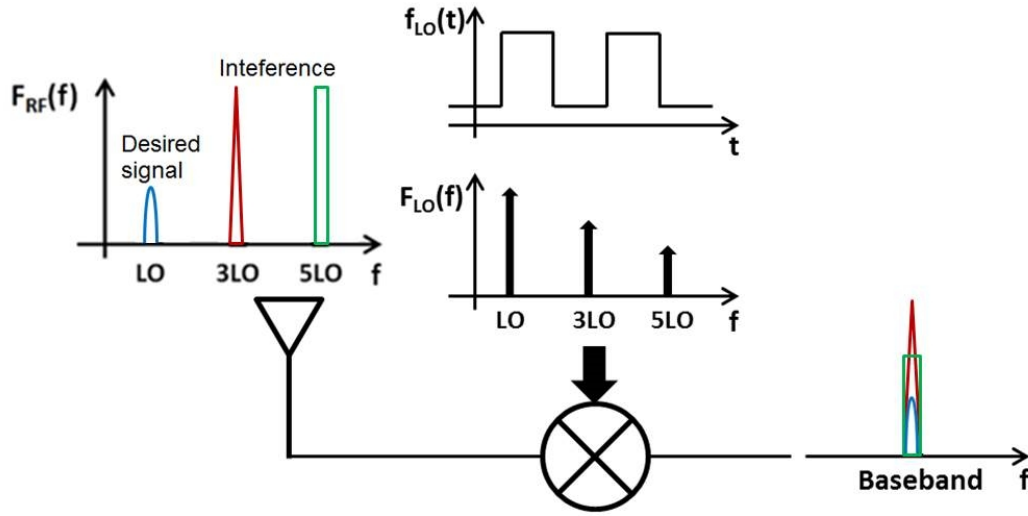 F_RF(f)
Inteference
Desired
signal
LO 3LO 5LO f
f_LO(t)
t
F_LO(f)
LO 3LO 5LO f
Baseband f